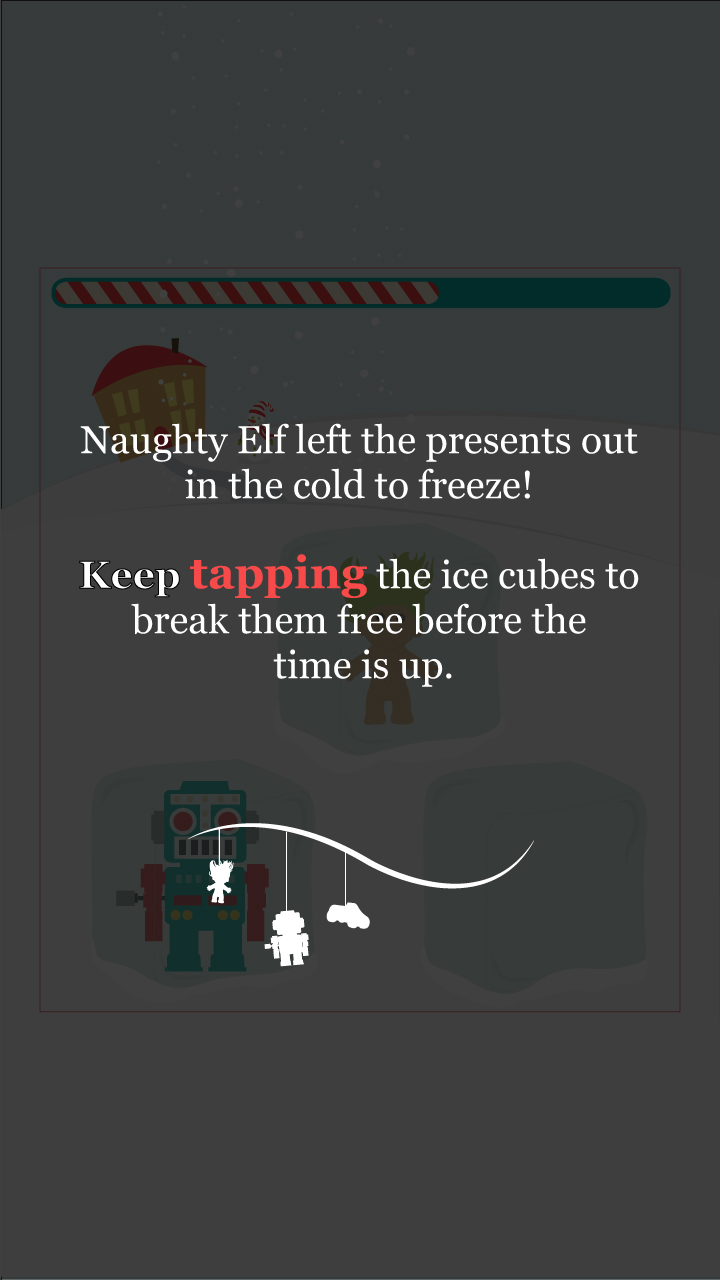 Naughty Elf left the presents out
in the cold to freeze!
Keep tapping the ice cubes to
break them free before the
time is up.